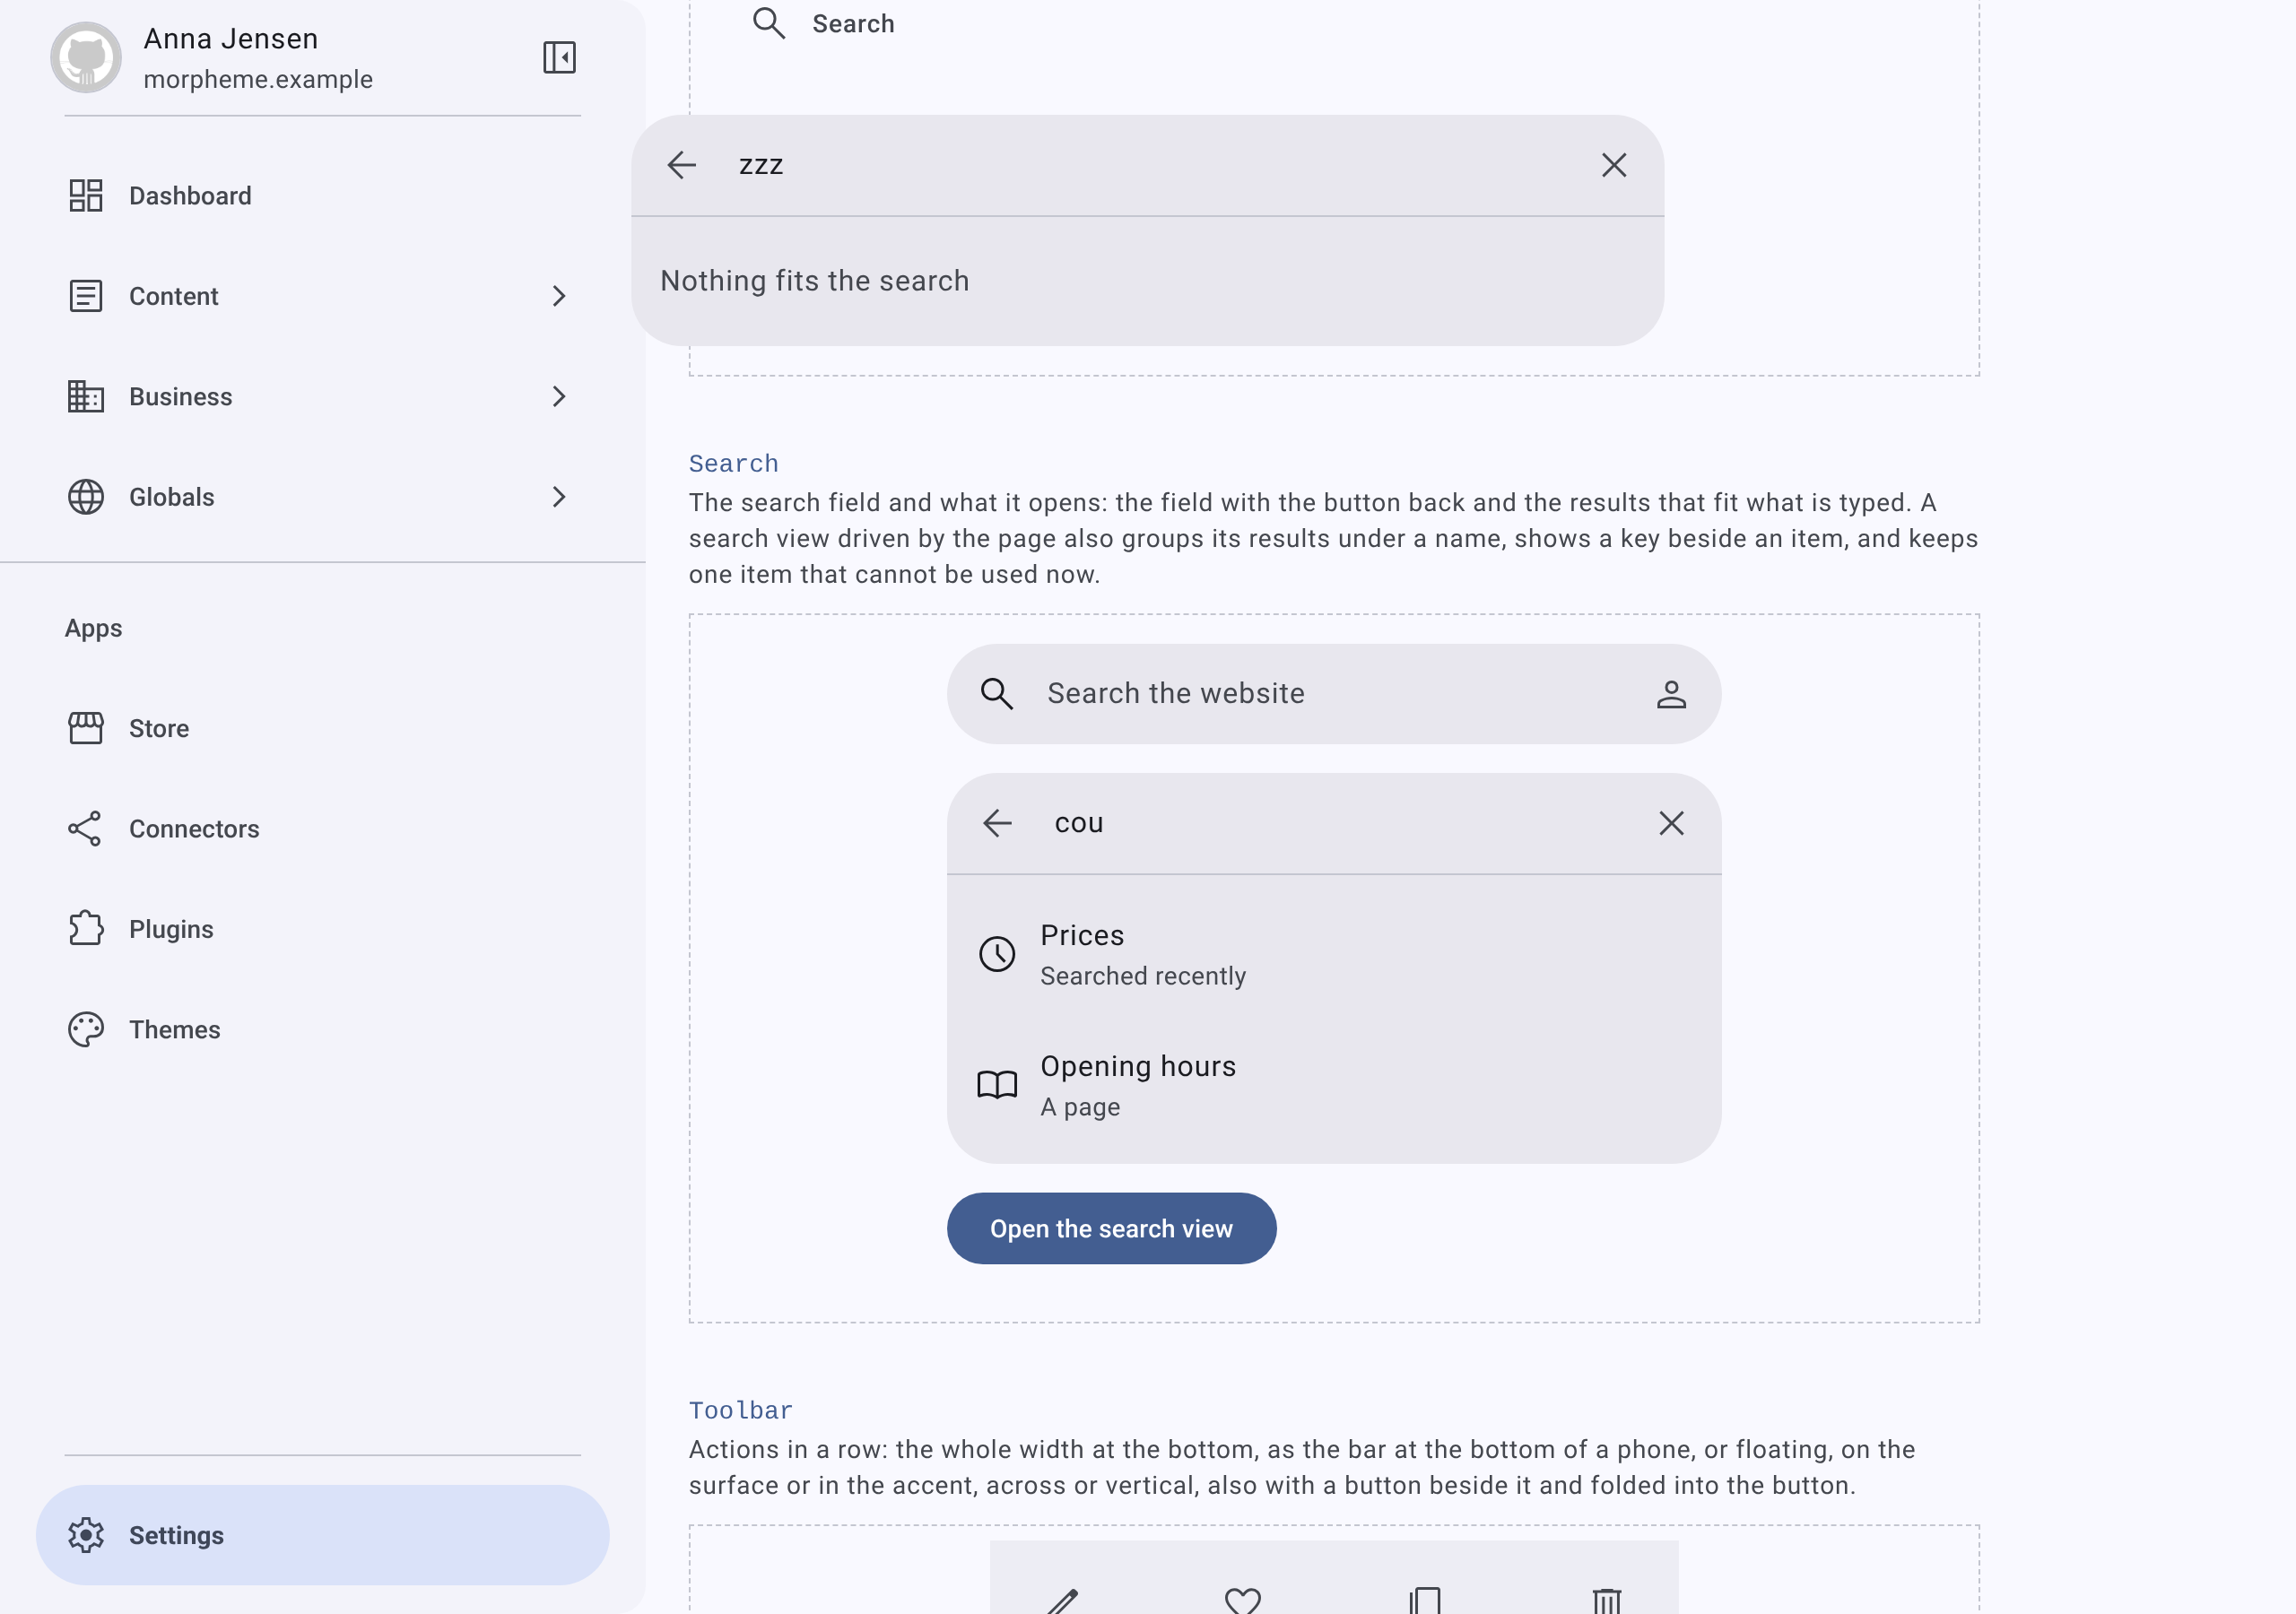 Anna Jensen
morpheme.example
Dashboard
Content
Business
Globals
Apps
Store
Connectors
Plugins
Themes
Settings
Search
zzz
Nothing fits the search
Search
The search field and what it opens: the field with the button back and the results that fit what is typed. A
search view driven by the page also groups its results under a name, shows a key beside an item, and keeps
one item that cannot be used now.
Search the website
cou
Prices
Searched recently
Opening hours
A page
Open the search view
Toolbar
Actions in a row: the whole width at the bottom, as the bar at the bottom of a phone, or floating, on the
surface or in the accent, across or vertical, also with a button beside it and folded into the button.